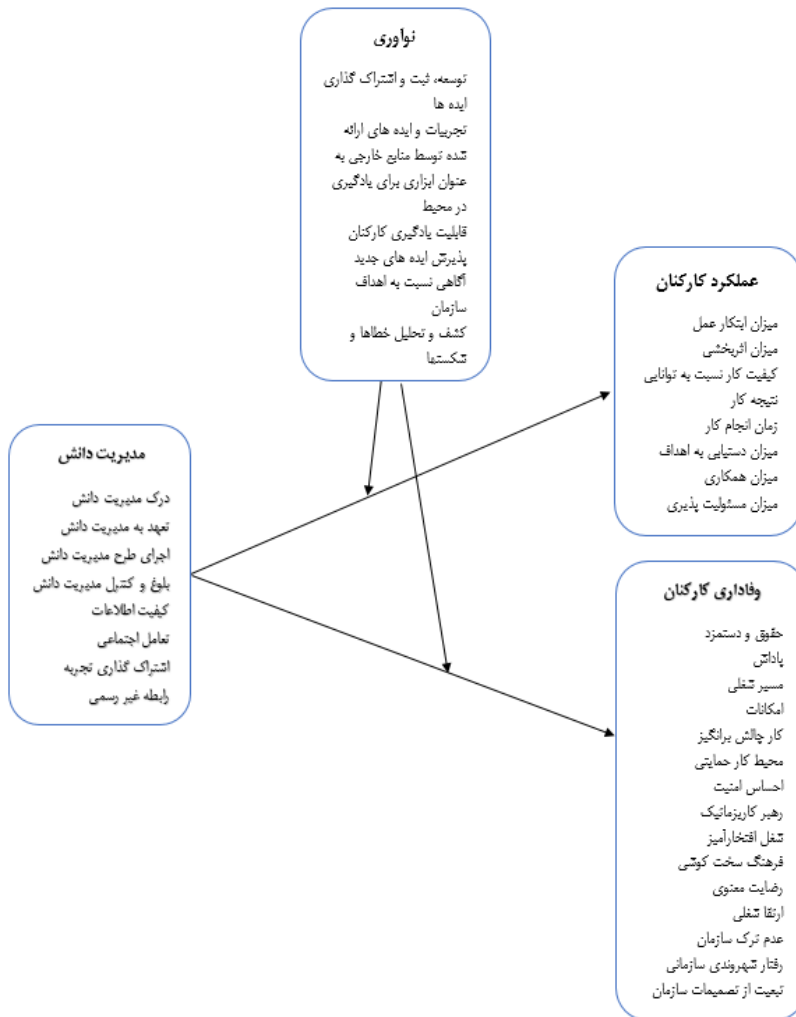 نوآوری
توسعه، ثبت و اشتراک گذاری
ایده ها
تجربیات و ایده های ارائه
شده توسط منابع خارجی به
عنوان ابزاری برای یادگیری
در محیط
قابلیت یادگیری کارکنان
پذیرش ایده های جدید
آگاهی نسبت به اهداف
سازمان
کشف و تحلیل خطاها و
شکستها
عملکرد کارکنان
میزان ابتکار عمل
میزان اثربخشی
کیفیت کار نسبت به توانایی
نتیجه کار
زمان انجام کار
میزان دستیابی به اهداف
میزان همکاری
میزان مسئولیت پذیری
مدیریت دانش
درک مدیریت دانش
تعهد به مدیریت دانش
اجرای طرح مدیریت دانش
بلوغ و کنترل مدیریت دانش
کیفیت اطلاعات
تعامل اجتماعی
اشتراک گذاری تجربه
رابطه غیر رسمی
وفاداری کارکنان
حقوق و دستمزد
پاداش
مسیر شغلی
امکانات
کار چالش برانگیز
محیط کار حمایتی
احساس امنیت
رهبر کاریزماتیک
شغل افتخارآمیز
فرهنگ سخت کوشی
رضایت معنوی
ارتقا شغلی
عدم ترک سازمان
رفتار شهروندی سازمانی
تبعیت از تصمیمات سازمان